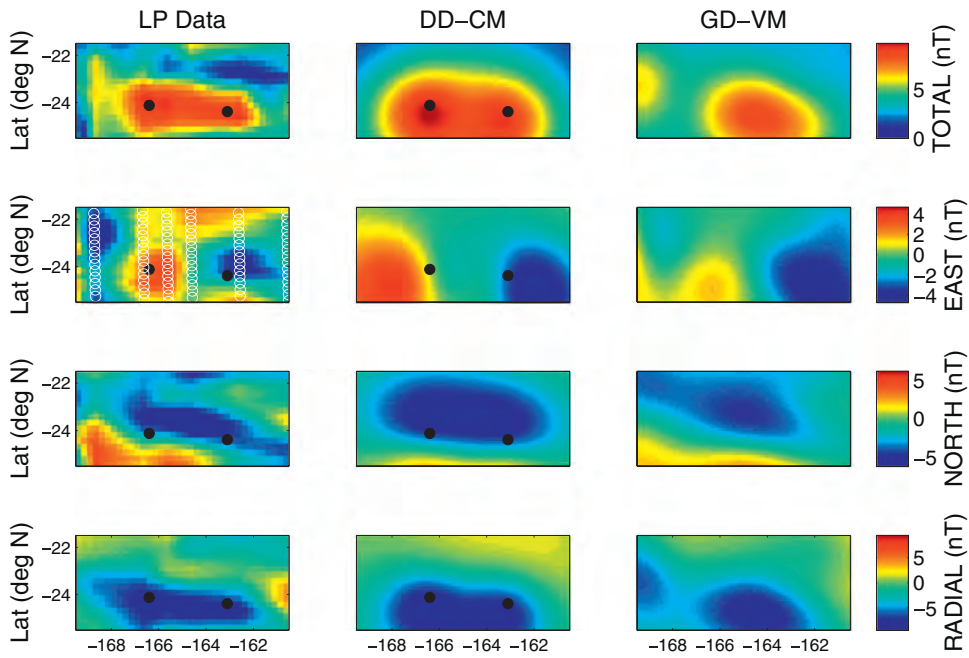 LP Data DD−CM GD−VM
Lat (deg N) −22 −24 5 0 TOTAL (nT)
Lat (deg N) −22 −24 4 2 0 −2 −4 EAST (nT)
Lat (deg N) −22 −24 5 0 −5 NORTH (nT)
Lat (deg N) −22 −24 5 0 −5 RADIAL (nT)
−168 −166 −164 −162 −168 −166 −164 −162 −168 −166 −164 −162